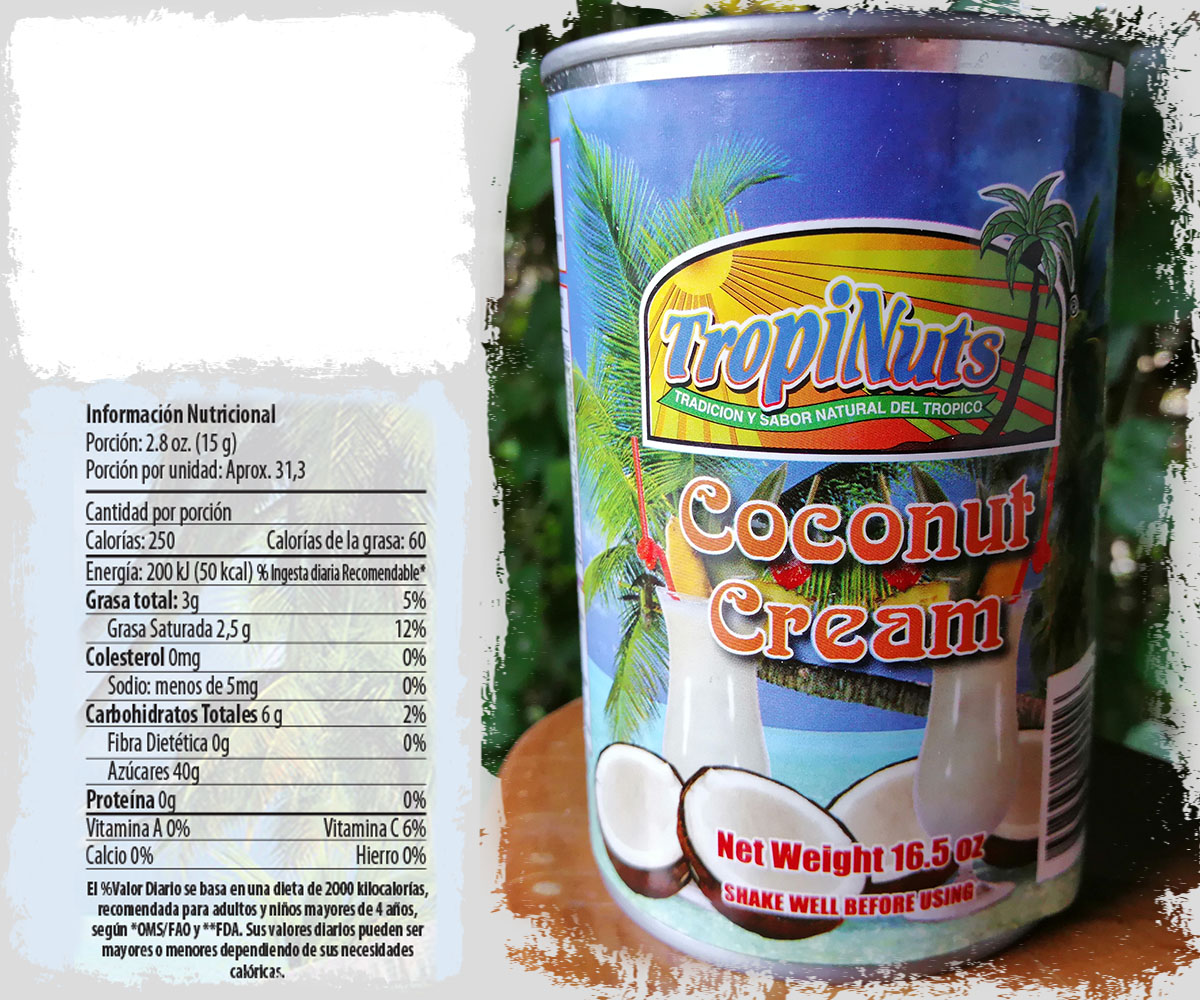 Información Nutricional
Porción: 2.8 oz. (15 g)
Porción por unidad: Aprox. 31,3
Cantidad por porción
Calorías: 250 Calorías de la grasa: 60
Energía: 200 kJ (50 kcal) % Ingesta diaria Recomendable*
Grasa total: 3g 5%
Grasa Saturada 2,5 g 12%
Colesterol 0mg 0%
Sodio: menos de 5mg 0%
Carbohidratos Totales 6 g 2%
Fibra Dietética 0g 0%
Azúcares 40g
Proteína 0g 0%
Vitamina A 0% Vitamina C 6%
Calcio 0% Hierro 0%
El %Valor Diario se basa en una dieta de 2000 kilocalorías,
recomendada para adultos y niños mayores de 4 años,
según *OMS/FAO y **FDA. Sus valores diarios pueden ser
mayores o menores dependiendo de sus necesidades
calóricas.
TropiNuts
®
TRADICION Y SABOR NATURAL DEL TROPICO
Coconut
Cream
Net Weight 16.5 oz
SHAKE WELL BEFORE USING